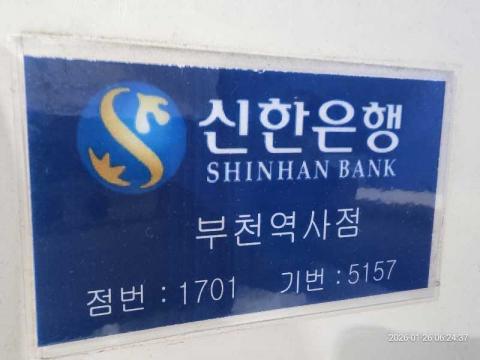 신한은행
SHINHAN BANK
부천역사점
점번 : 1701 기번 : 5157
2026-01-26 06:24:37